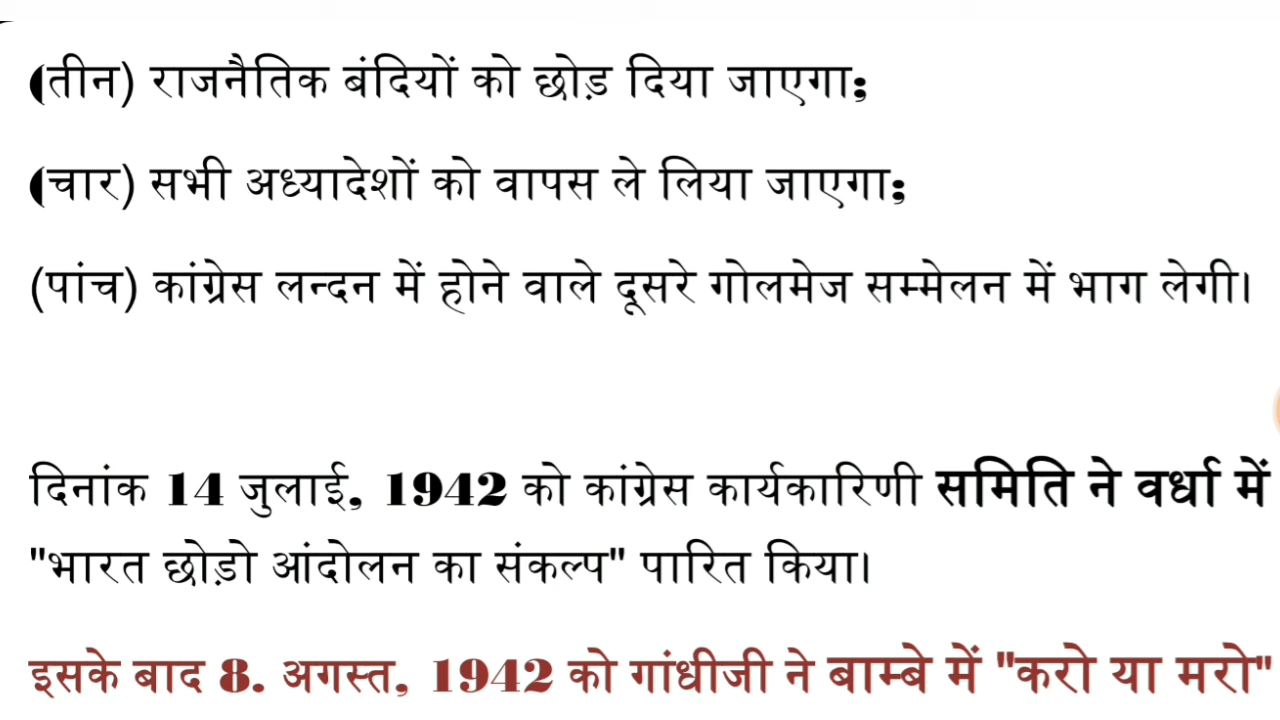 (तीन) राजनैतिक बंदियों को छोड़ दिया जाएगा;
(चार) सभी अध्यादेशों को वापस ले लिया जाएगा;
(पांच) कांग्रेस लन्दन में होने वाले दूसरे गोलमेज सम्मेलन में भाग लेगी।
दिनांक 14 जुलाई, 1942 को कांग्रेस कार्यकारिणी समिति ने वर्धा में
"भारत छोड़ो आंदोलन का संकल्प" पारित किया।
इसके बाद 8. अगस्त, 1942 को गांधीजी ने बाम्बे में "करो या मरो"